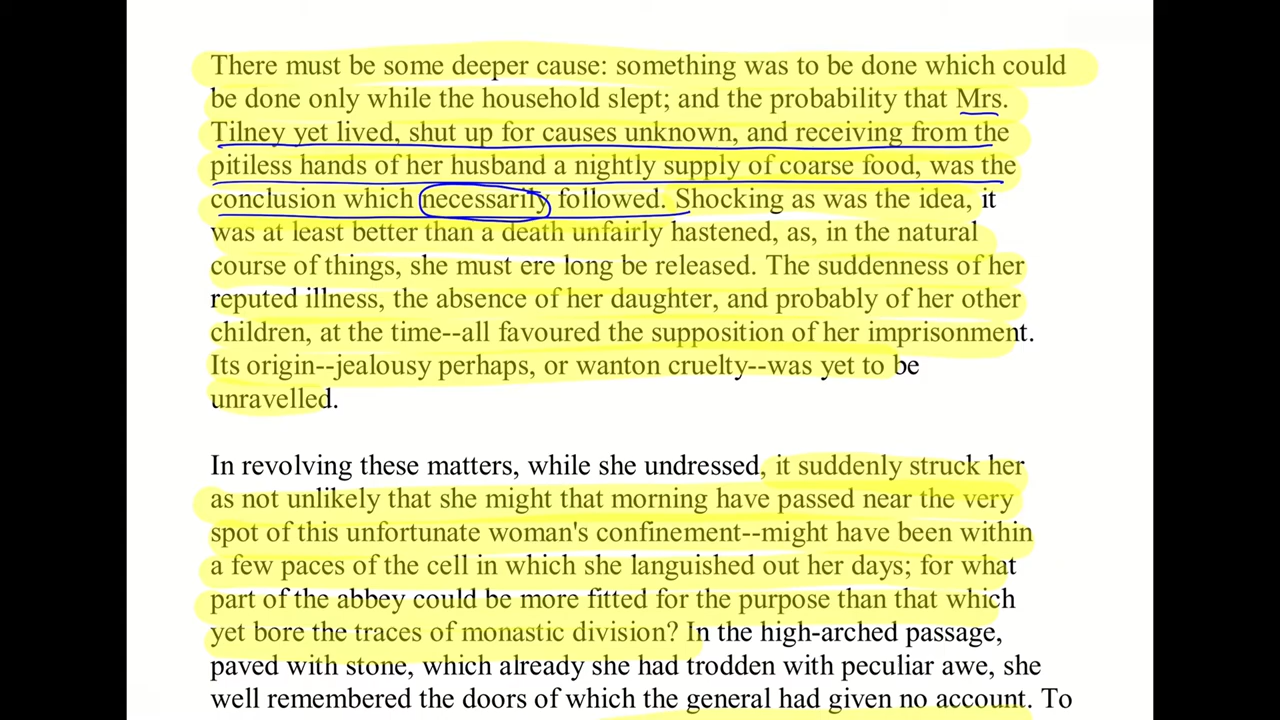 There must be some deeper cause: something was to be done which could
be done only while the household slept; and the probability that Mrs.
Tilney yet lived, shut up for causes unknown, and receiving from the
pitiless hands of her husband a nightly supply of coarse food, was the
conclusion which necessarily followed. Shocking as was the idea, it
was at least better than a death unfairly hastened, as, in the natural
course of things, she must ere long be released. The suddenness of her
reputed illness, the absence of her daughter, and probably of her other
children, at the time--all favoured the supposition of her imprisonment.
Its origin--jealousy perhaps, or wanton cruelty--was yet to be
unravelled.
In revolving these matters, while she undressed, it suddenly struck her
as not unlikely that she might that morning have passed near the very
spot of this unfortunate woman's confinement--might have been within
a few paces of the cell in which she languished out her days; for what
part of the abbey could be more fitted for the purpose than that which
yet bore the traces of monastic division? In the high-arched passage,
paved with stone, which already she had trodden with peculiar awe, she
well remembered the doors of which the general had given no account. To